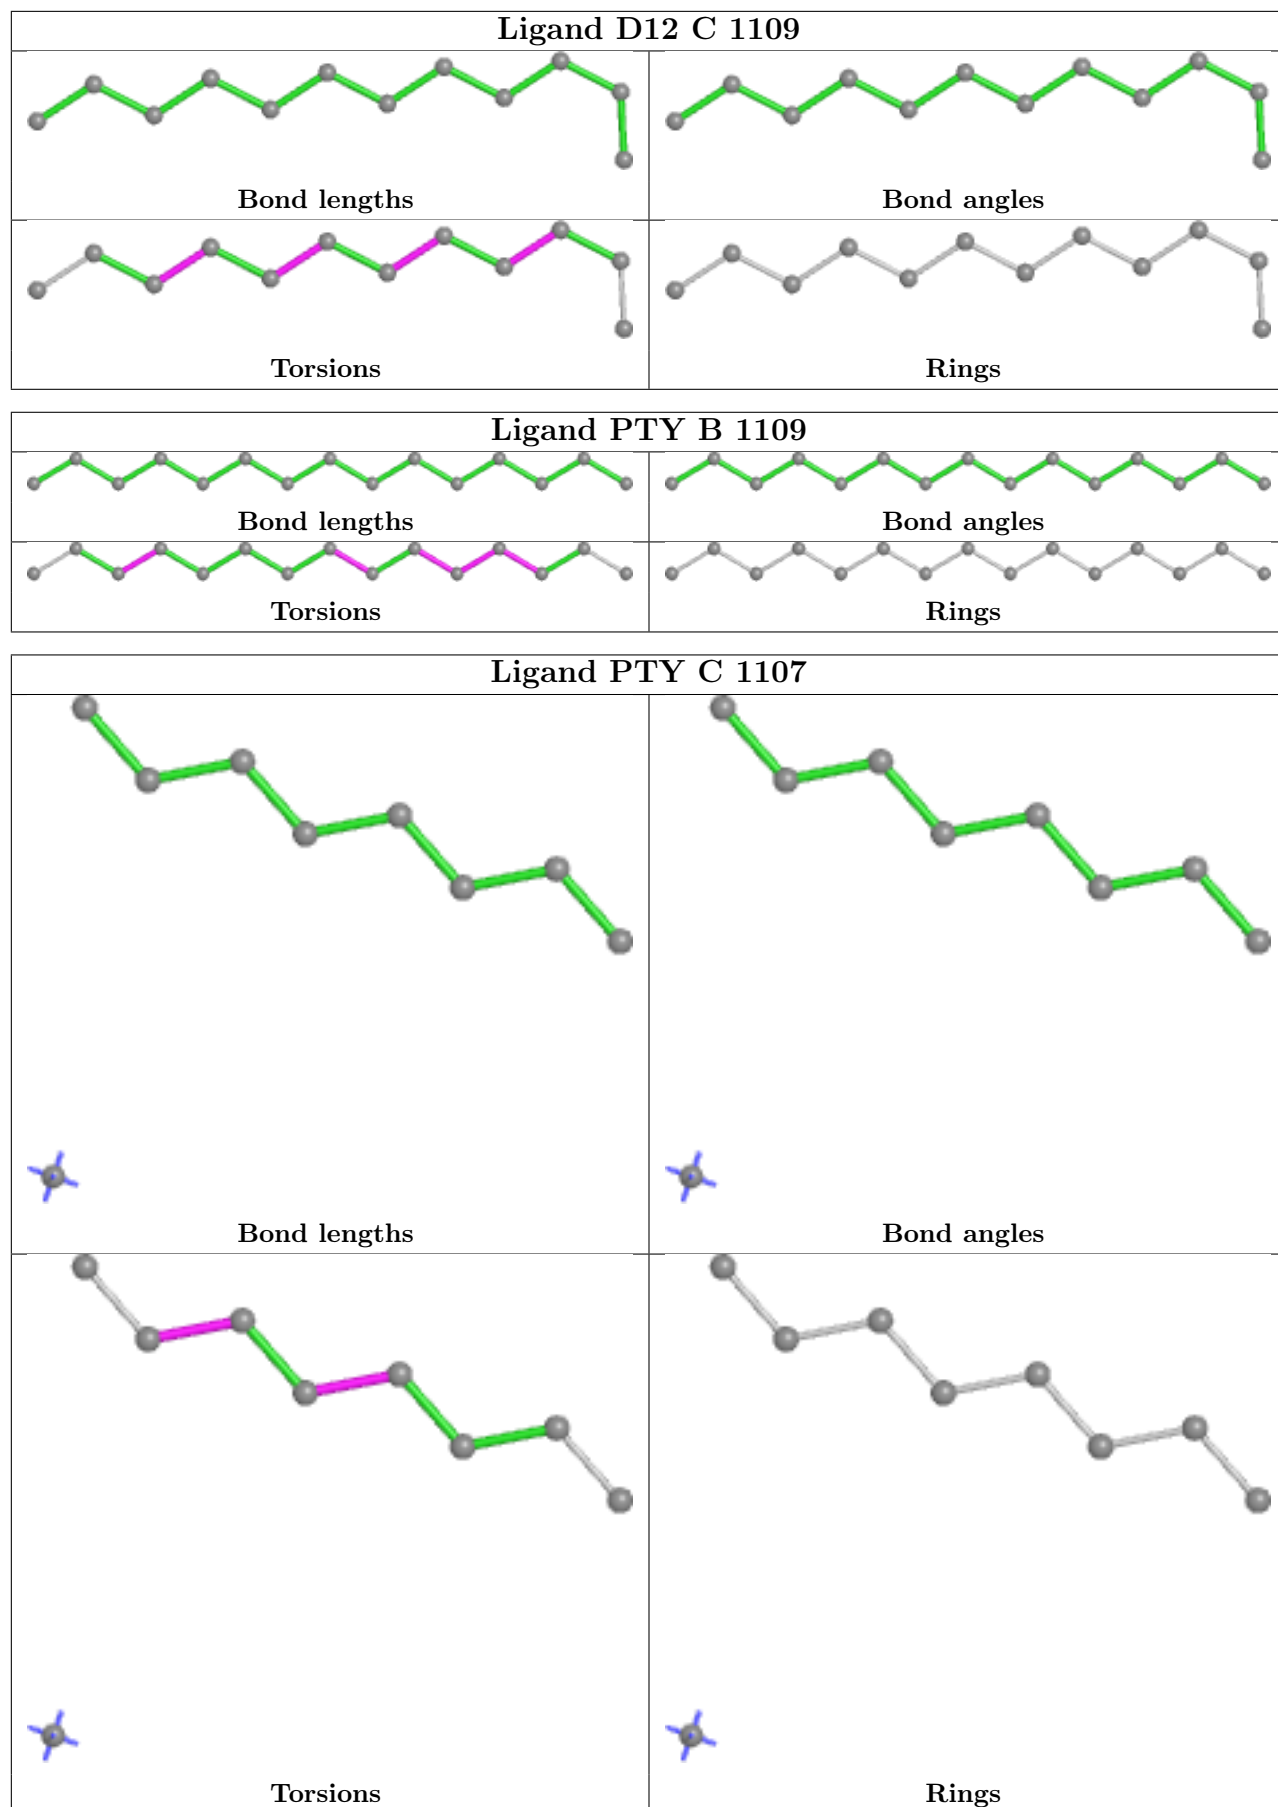 Ligand D12 C 1109
Bond lengths
Bond angles
Torsions
Rings
Ligand PTY B 1109
Bond lengths
Bond angles
Torsions
Rings
Ligand PTY C 1107
Bond lengths
Bond angles
Torsions
Rings